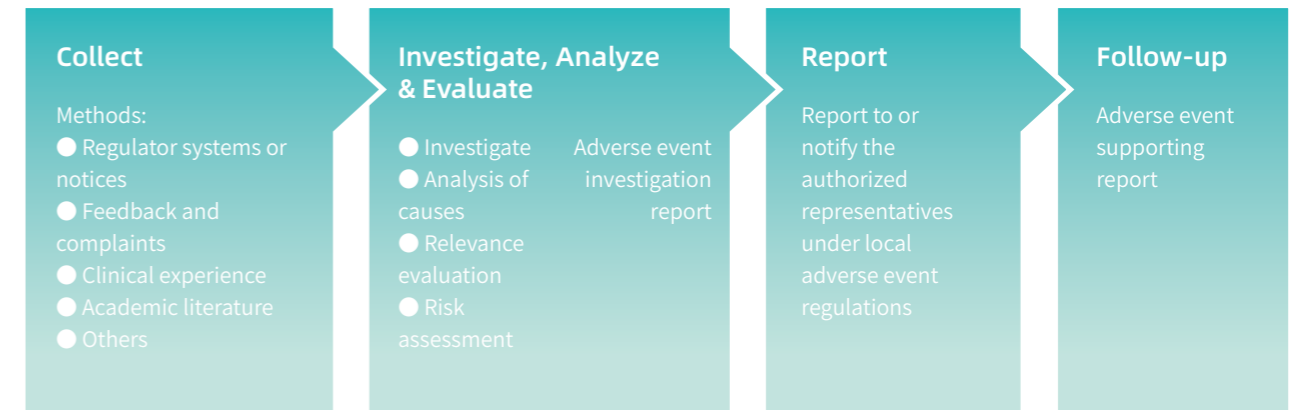 Collect
Methods:
● Regulator systems or
notices
● Feedback and
complaints
● Clinical experience
● Academic literature
● Others
Investigate, Analyze
& Evaluate
● Investigate
● Analysis of
causes
● Relevance
evaluation
● Risk
assessment
Adverse event
investigation
report
Report
Report to or
notify the
authorized
representatives
under local
adverse event
regulations
Follow-up
Adverse event
supporting
report